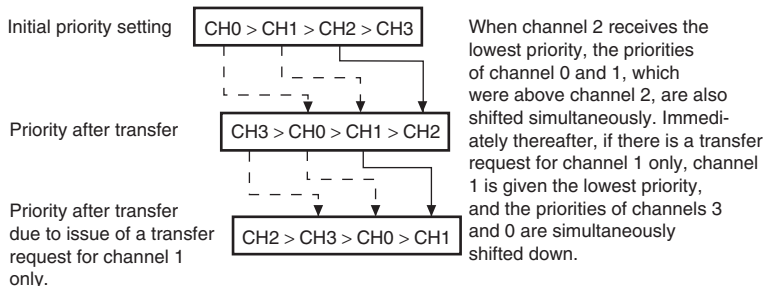 Initial priority setting
CH0 > CH1 > CH2 > CH3
Priority after transfer
CH3 > CH0 > CH1 > CH2
Priority after transfer
due to issue of a transfer
request for channel 1
only.
CH2 > CH3 > CH0 > CH1
When channel 2 receives the
lowest priority, the priorities
of channel 0 and 1, which
were above channel 2, are also
shifted simultaneously. Immedi-
ately thereafter, if there is a transfer
request for channel 1 only, channel
1 is given the lowest priority,
and the priorities of channels 3
and 0 are simultaneously
shifted down.